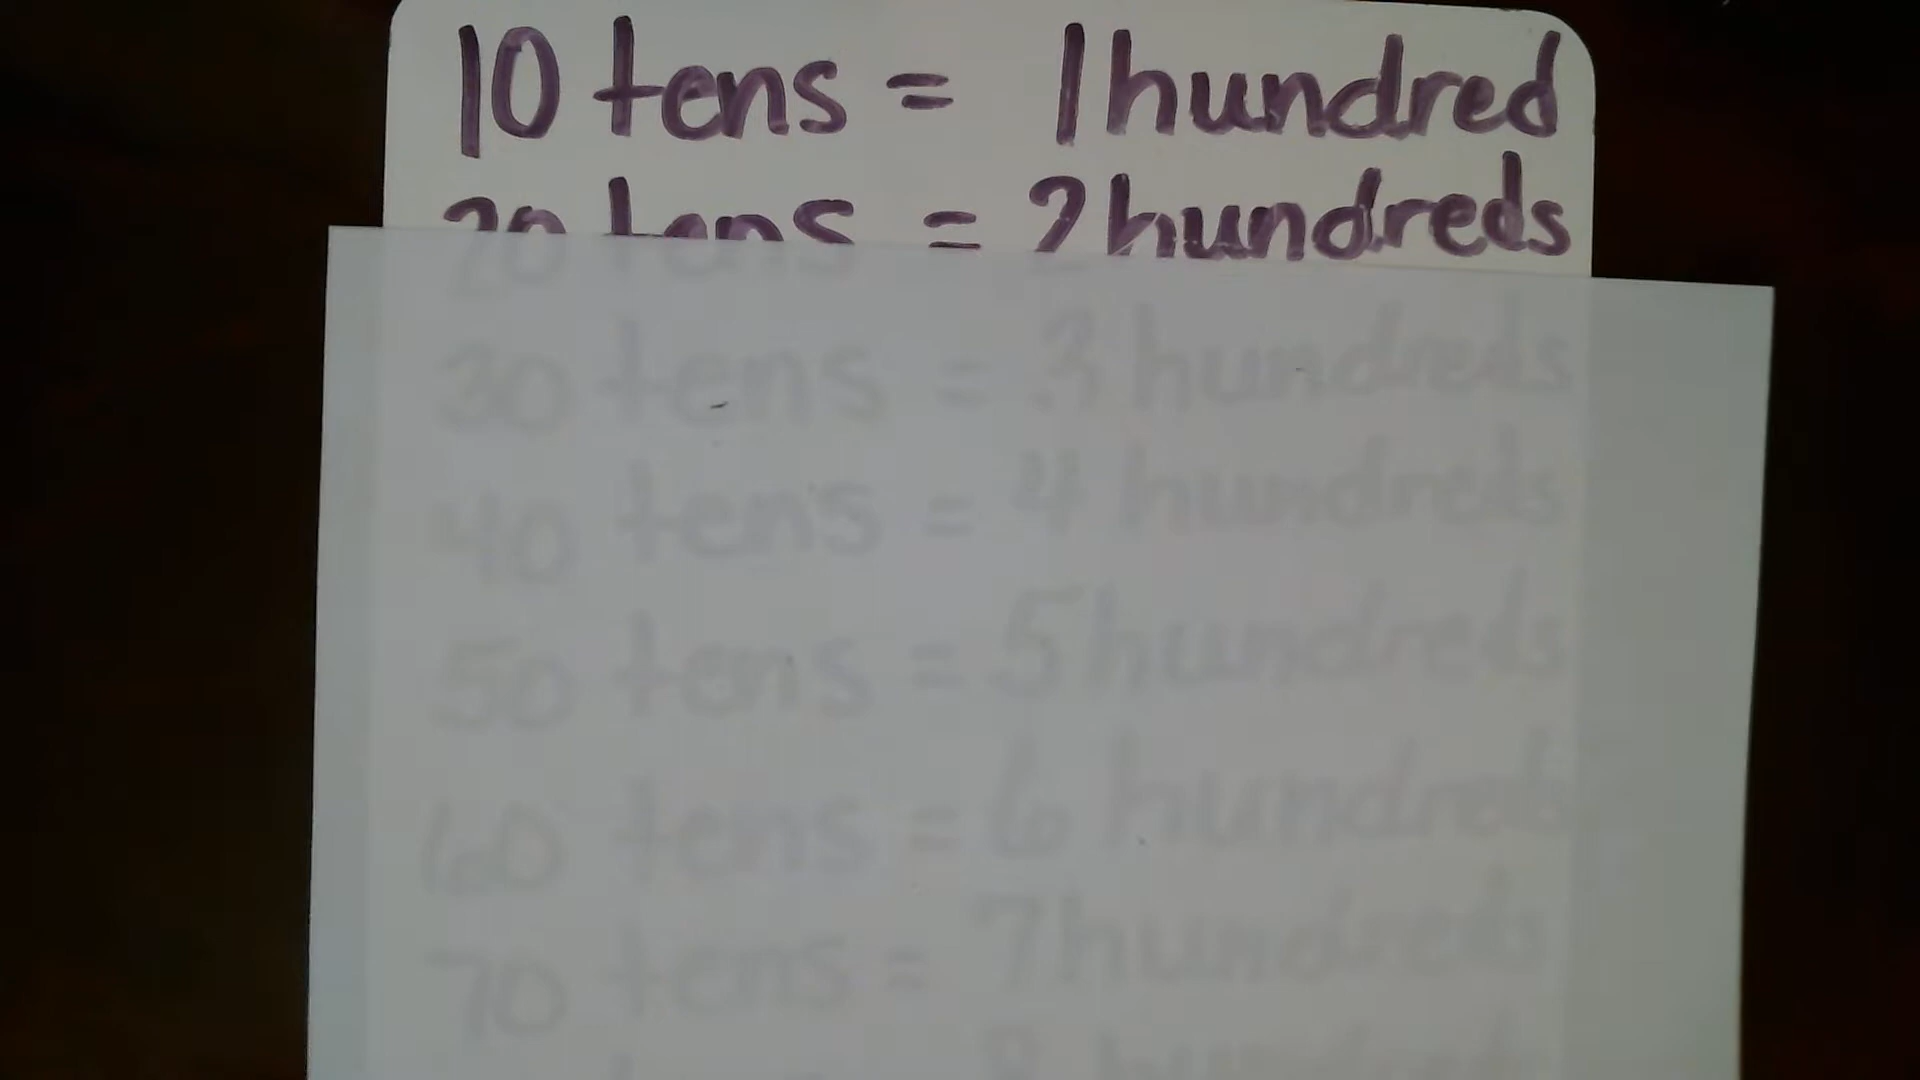 10 tens = 1 hundred
20 tens = 2 hundreds
30 tens = 3 hundreds
40 tens = 4 hundreds
50 tens = 5 hundreds
60 tens = 6 hundreds
70 tens = 7 hundreds